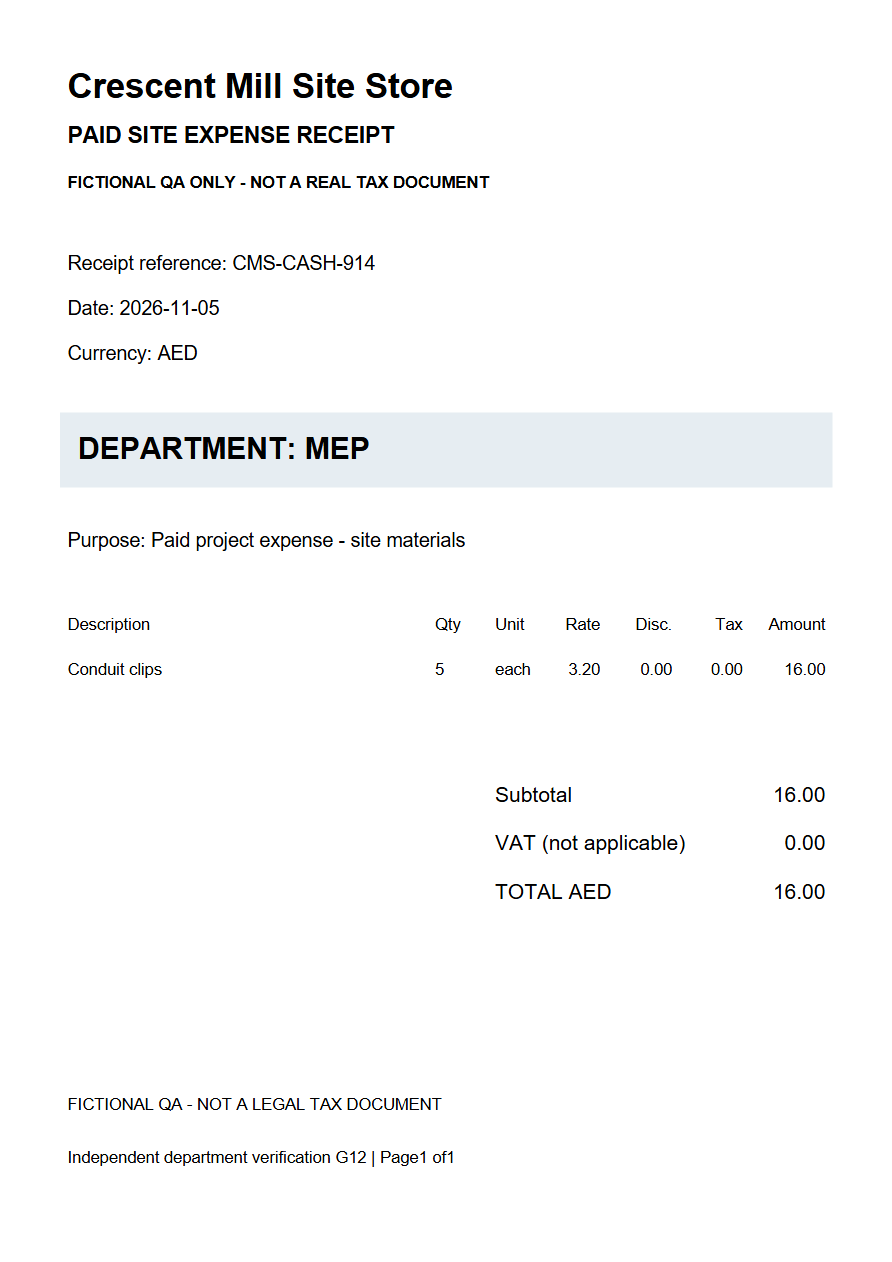 Crescent Mill Site Store
PAID SITE EXPENSE RECEIPT
FICTIONAL QA ONLY - NOT A REAL TAX DOCUMENT
Receipt reference: CMS-CASH-914
Date: 2026-11-05
Currency: AED
DEPARTMENT: MEP
Purpose: Paid project expense - site materials
Description Qty Unit Rate Disc. Tax Amount
Conduit clips 5 each 3.20 0.00 0.00 16.00
Subtotal 16.00
VAT (not applicable) 0.00
TOTAL AED 16.00
FICTIONAL QA - NOT A LEGAL TAX DOCUMENT
Independent department verification G12 | Page1 of1